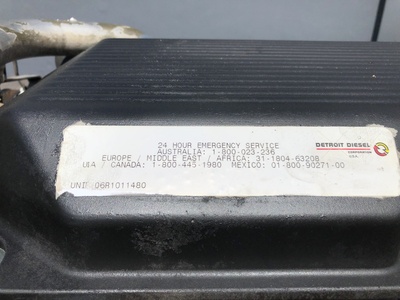 24 HOUR EMERGENCY SERVICE
AUSTRALIA: 1-800-023-236
EUROPE / MIDDLE EAST / AFRICA: 31-1804-63208
/ CANADA: 1-800-445-1980 MEXICO: 01-800-90271-00
UNIT 06R1011480
DETROIT DIESEL
CORPORATION
USA